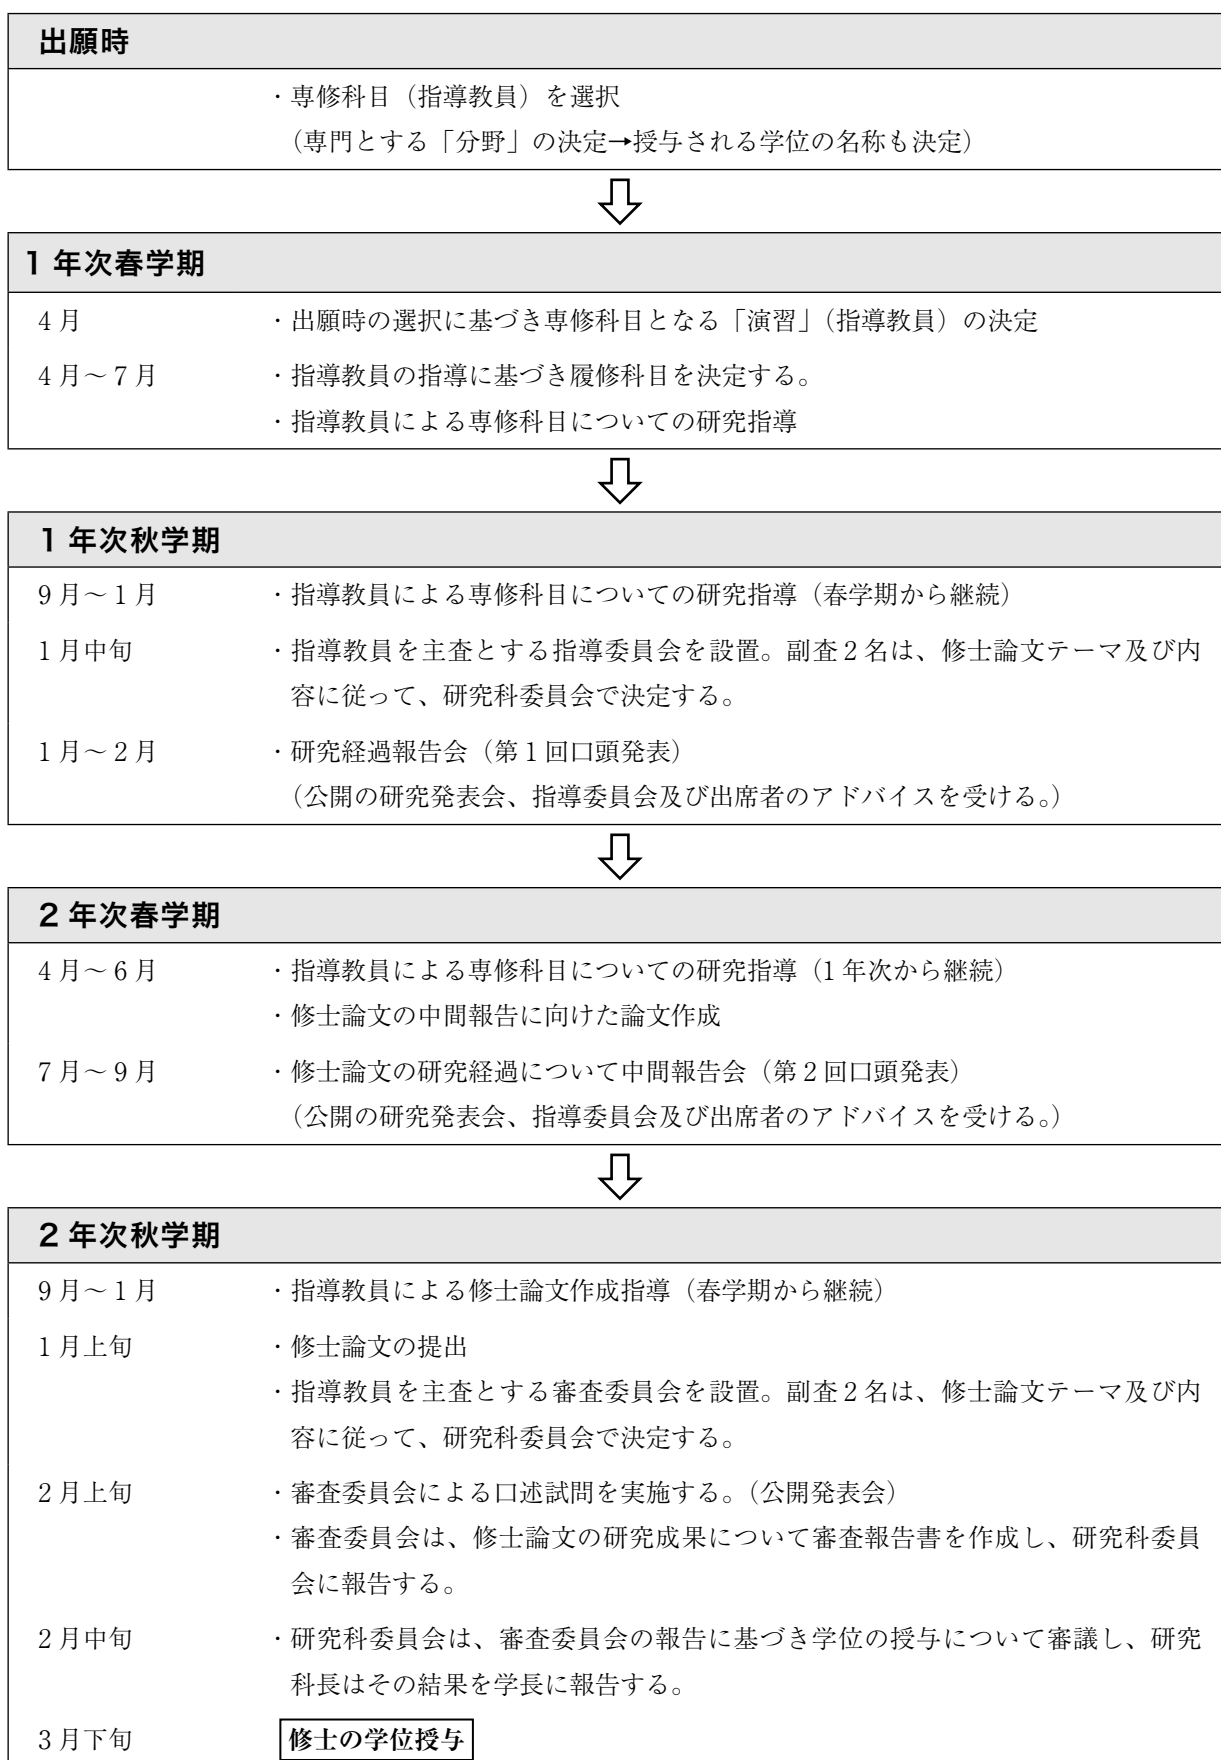 出願時
・専修科目（指導教員）を選択
（専門とする「分野」の決定→授与される学位の名称も決定）
1 年次春学期
4 月 ・出願時の選択に基づき専修科目となる「演習」（指導教員）の決定
4 月～ 7 月 ・指導教員の指導に基づき履修科目を決定する。
・指導教員による専修科目についての研究指導
1 年次秋学期
9 月～ 1 月 ・指導教員による専修科目についての研究指導（春学期から継続）
1 月中旬 ・指導教員を主査とする指導委員会を設置。副査 2 名は、修士論文テーマ及び内
容に従って、研究科委員会で決定する。
1 月～ 2 月 ・研究経過報告会（第 1 回口頭発表）
（公開の研究発表会、指導委員会及び出席者のアドバイスを受ける。）
2 年次春学期
4 月～ 6 月 ・指導教員による専修科目についての研究指導（1 年次から継続）
・修士論文の中間報告に向けた論文作成
7 月～ 9 月 ・修士論文の研究経過について中間報告会（第 2 回口頭発表）
（公開の研究発表会、指導委員会及び出席者のアドバイスを受ける。）
2 年次秋学期
9 月～ 1 月 ・指導教員による修士論文作成指導（春学期から継続）
1 月上旬 ・修士論文の提出
・指導教員を主査とする審査委員会を設置。副査 2 名は、修士論文テーマ及び内
容に従って、研究科委員会で決定する。
2 月上旬 ・審査委員会による口述試問を実施する。（公開発表会）
・審査委員会は、修士論文の研究成果について審査報告書を作成し、研究科委員
会に報告する。
2 月中旬 ・研究科委員会は、審査委員会の報告に基づき学位の授与について審議し、研究
科長はその結果を学長に報告する。
3 月下旬 修士の学位授与